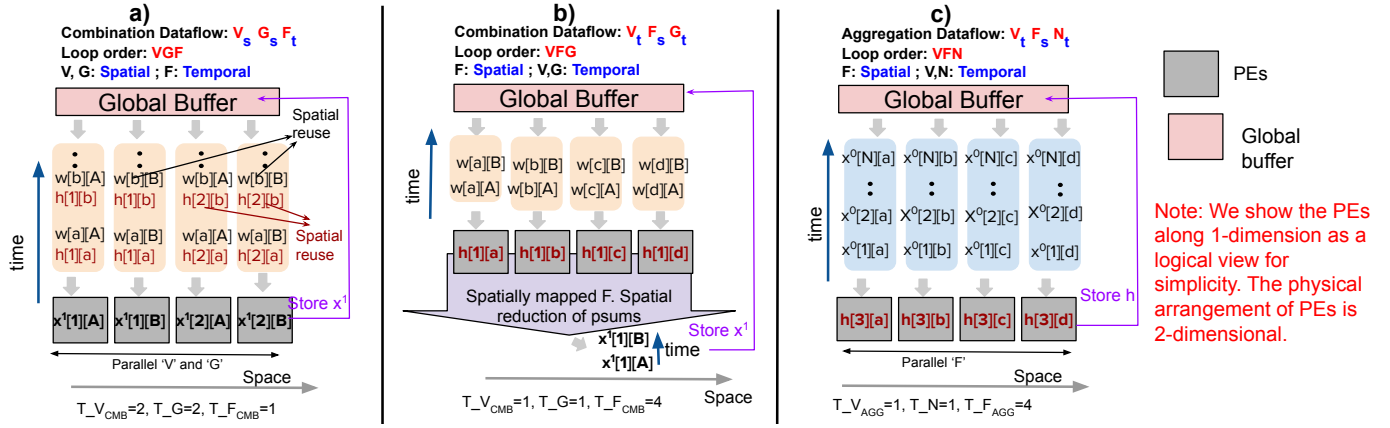 a)
Combination Dataflow: Vₛ Gₛ Fₜ
Loop order: VGF
V, G: Spatial ; F: Temporal
Global Buffer
Spatial
reuse
w[b][A] w[b][B] w[b][A] w[b][B]
h[1][b] h[1][b] h[2][b] h[2][b]
w[a][A] w[a][B] w[a][A] w[a][B]
h[1][a] h[1][a] h[2][a] h[2][a]
Spatial
reuse
time
Store x¹
x¹[1][A] x¹[1][B] x¹[2][A] x¹[2][B]
Parallel ‘V’ and ‘G’
Space
T_V_CMB=2, T_G=2, T_F_CMB=1
b)
Combination Dataflow: Vₜ Fₛ Gₜ
Loop order: VFG
F: Spatial ; V,G: Temporal
Global Buffer
w[a][B] w[b][B] w[c][B] w[d][B]
w[a][A] w[b][A] w[c][A] w[d][A]
time
h[1][a] h[1][b] h[1][c] h[1][d]
Spatially mapped F. Spatial
reduction of psums
Store x¹
x¹[1][B]
x¹[1][A]
time
Space
T_V_CMB=1, T_G=1, T_F_CMB=4
c)
Aggregation Dataflow: Vₜ Fₛ Nₜ
Loop order: VFN
F: Spatial ; V,N: Temporal
Global Buffer
x⁰[N][a] x⁰[N][b] x⁰[N][c] x⁰[N][d]
x⁰[2][a] X⁰[2][b] X⁰[2][c] X⁰[2][d]
x⁰[1][a] x⁰[1][b] x⁰[1][c] x⁰[1][d]
time
Store h
h[3][a] h[3][b] h[3][c] h[3][d]
Parallel ‘F’
Space
T_V_AGG=1, T_N=1, T_F_AGG=4
PEs
Global
buffer
Note: We show the PEs
along 1-dimension as a
logical view for
simplicity. The physical
arrangement of PEs is
2-dimensional.